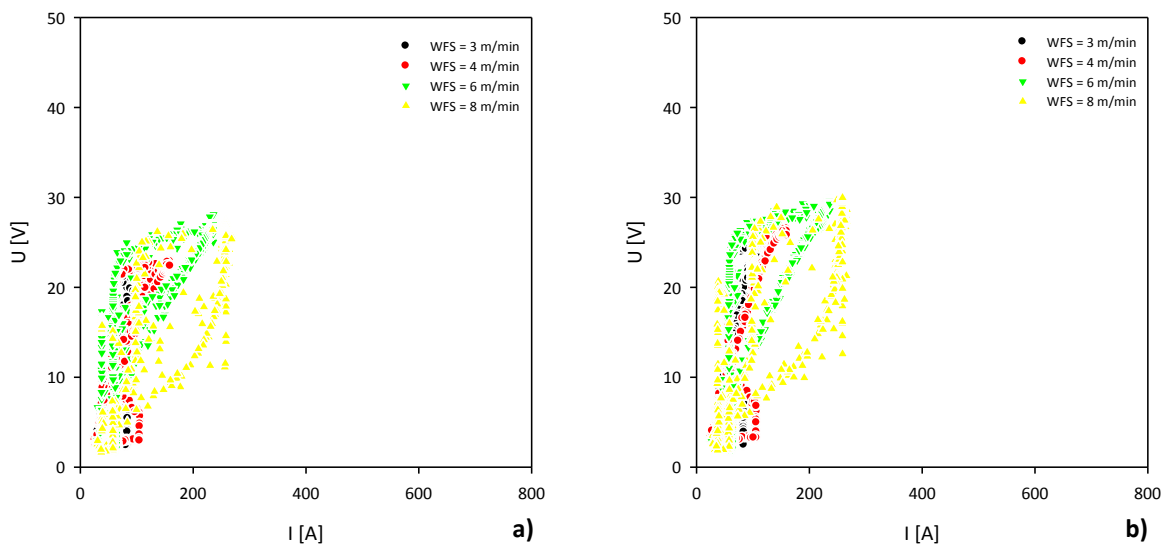 50
40
30
20
10
0
U [V]
WFS = 3 m/min
WFS = 4 m/min
WFS = 6 m/min
WFS = 8 m/min
0 200 400 600 800
I [A]
a)
50
40
30
20
10
0
U [V]
WFS = 3 m/min
WFS = 4 m/min
WFS = 6 m/min
WFS = 8 m/min
0 200 400 600 800
I [A]
b)